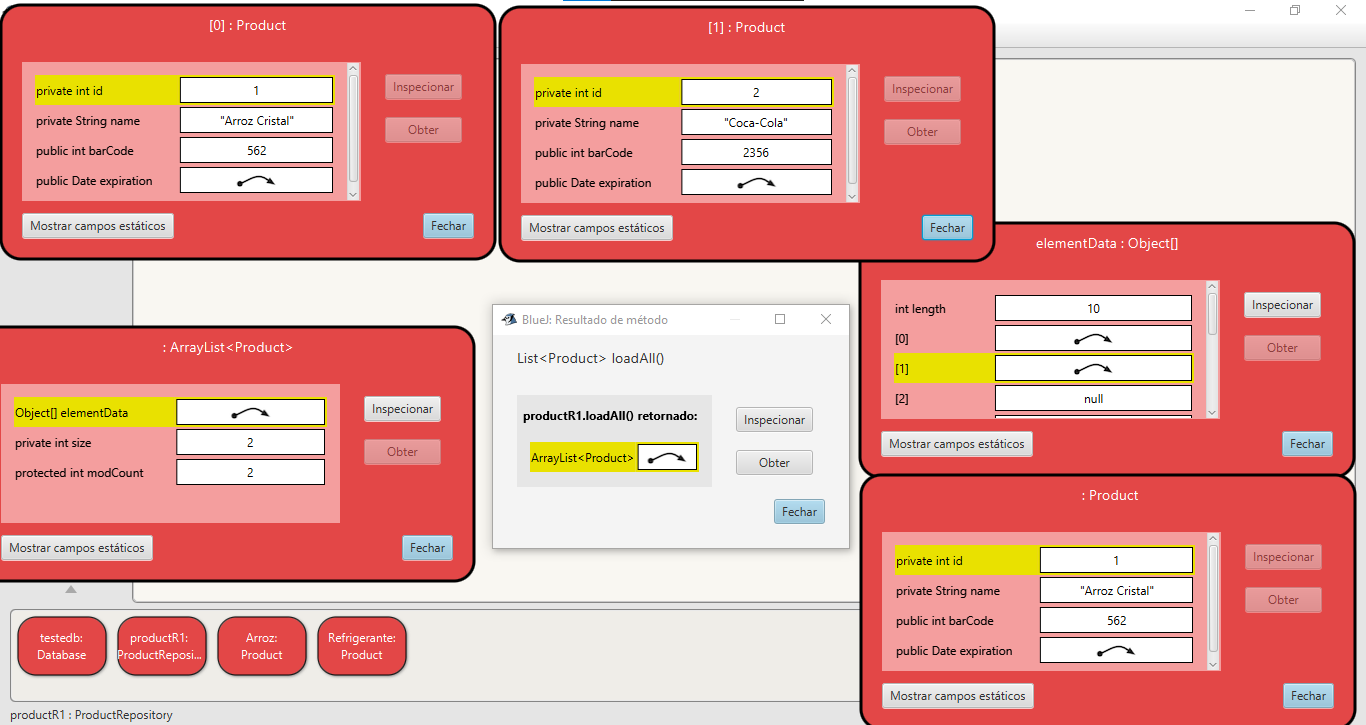 [0] : Product
private int id
1
private String name
"Arroz Cristal"
public int barCode
562
public Date expiration
Inspecionar
Obter
Mostrar campos estáticos
Fechar
[1] : Product
private int id
2
private String name
"Coca-Cola"
public int barCode
2356
public Date expiration
Inspecionar
Obter
Mostrar campos estáticos
Fechar
elementData : Object[]
int length
10
[0]
[1]
[2]
null
Inspecionar
Obter
Mostrar campos estáticos
Fechar
: ArrayList<Product>
Object[] elementData
private int size
2
protected int modCount
2
Inspecionar
Obter
Mostrar campos estáticos
Fechar
BlueJ: Resultado de método
List<Product> loadAll()
productR1.loadAll() retornado:
ArrayList<Product>
Inspecionar
Obter
Fechar
: Product
private int id
1
private String name
"Arroz Cristal"
public int barCode
562
public Date expiration
Inspecionar
Obter
Mostrar campos estáticos
Fechar
testedb:
Database
productR1:
ProductReposi...
Arroz:
Product
Refrigerante:
Product
productR1 : ProductRepository